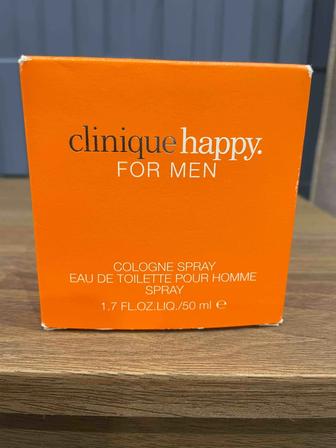 clinique happy.
FOR MEN
COLOGNE SPRAY
EAU DE TOILETTE POUR HOMME
SPRAY
1.7 FL.OZ.LIQ./50 ml ℮